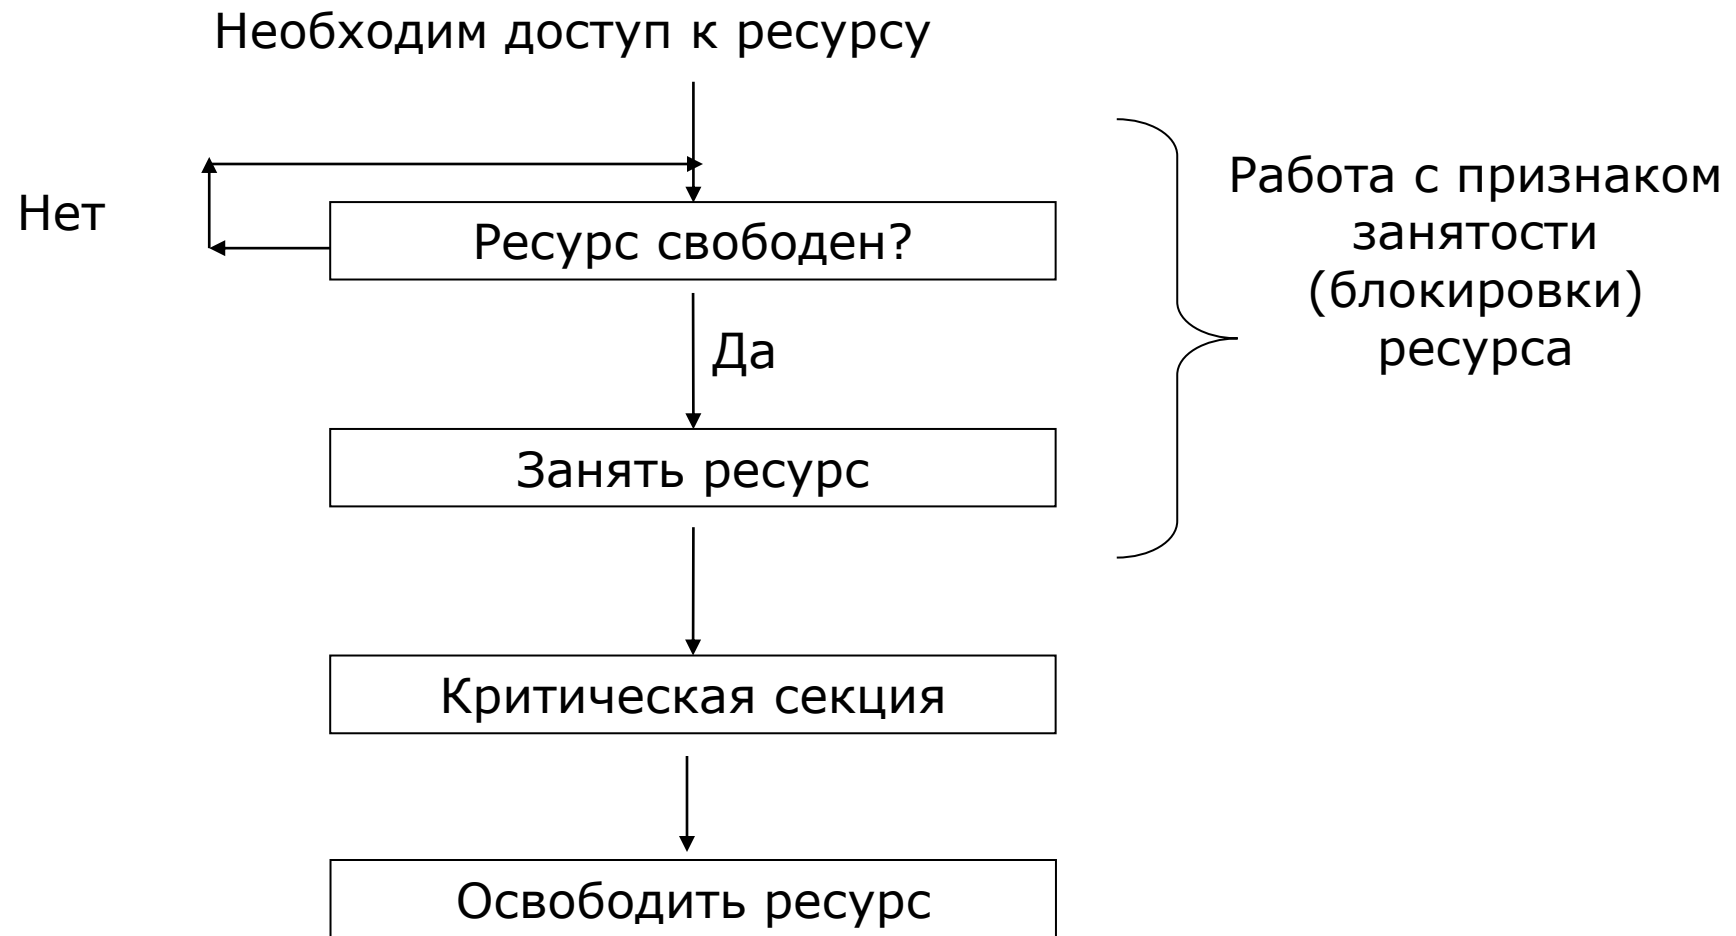 Необходим доступ к ресурсу
Нет
Ресурс свободен?
Да
Занять ресурс
Критическая секция
Освободить ресурс
Работа с признаком
занятости
(блокировки)
ресурса